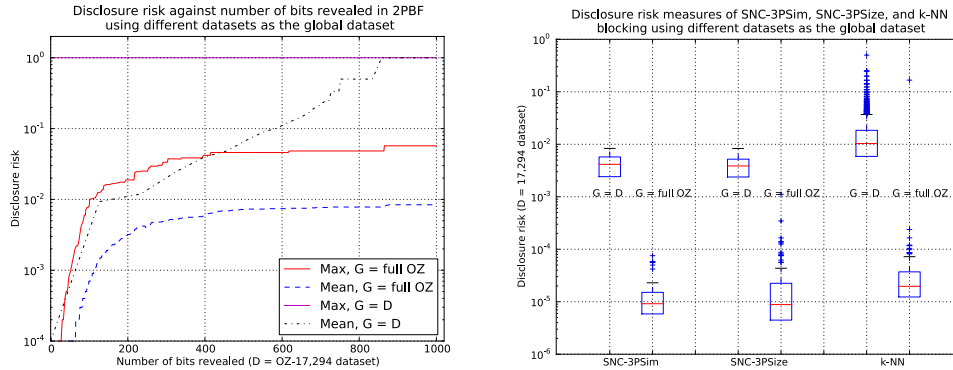 Disclosure risk against number of bits revealed in 2PBF
using different datasets as the global dataset
10^0
10^-1
10^-2
10^-3
10^-4
Disclosure risk
Max, G = full OZ
Mean, G = full OZ
Max, G = D
Mean, G = D
0 200 400 600 800 1000
Number of bits revealed (D = OZ-17,294 dataset)
Disclosure risk measures of SNC-3PSim, SNC-3PSize, and k-NN
blocking using different datasets as the global dataset
10^0
10^-1
10^-2
10^-3
10^-4
10^-5
10^-6
Disclosure risk (D = 17,294 dataset)
G = D G = full OZ G = D G = full OZ G = D G = full OZ
SNC-3PSim SNC-3PSize k-NN